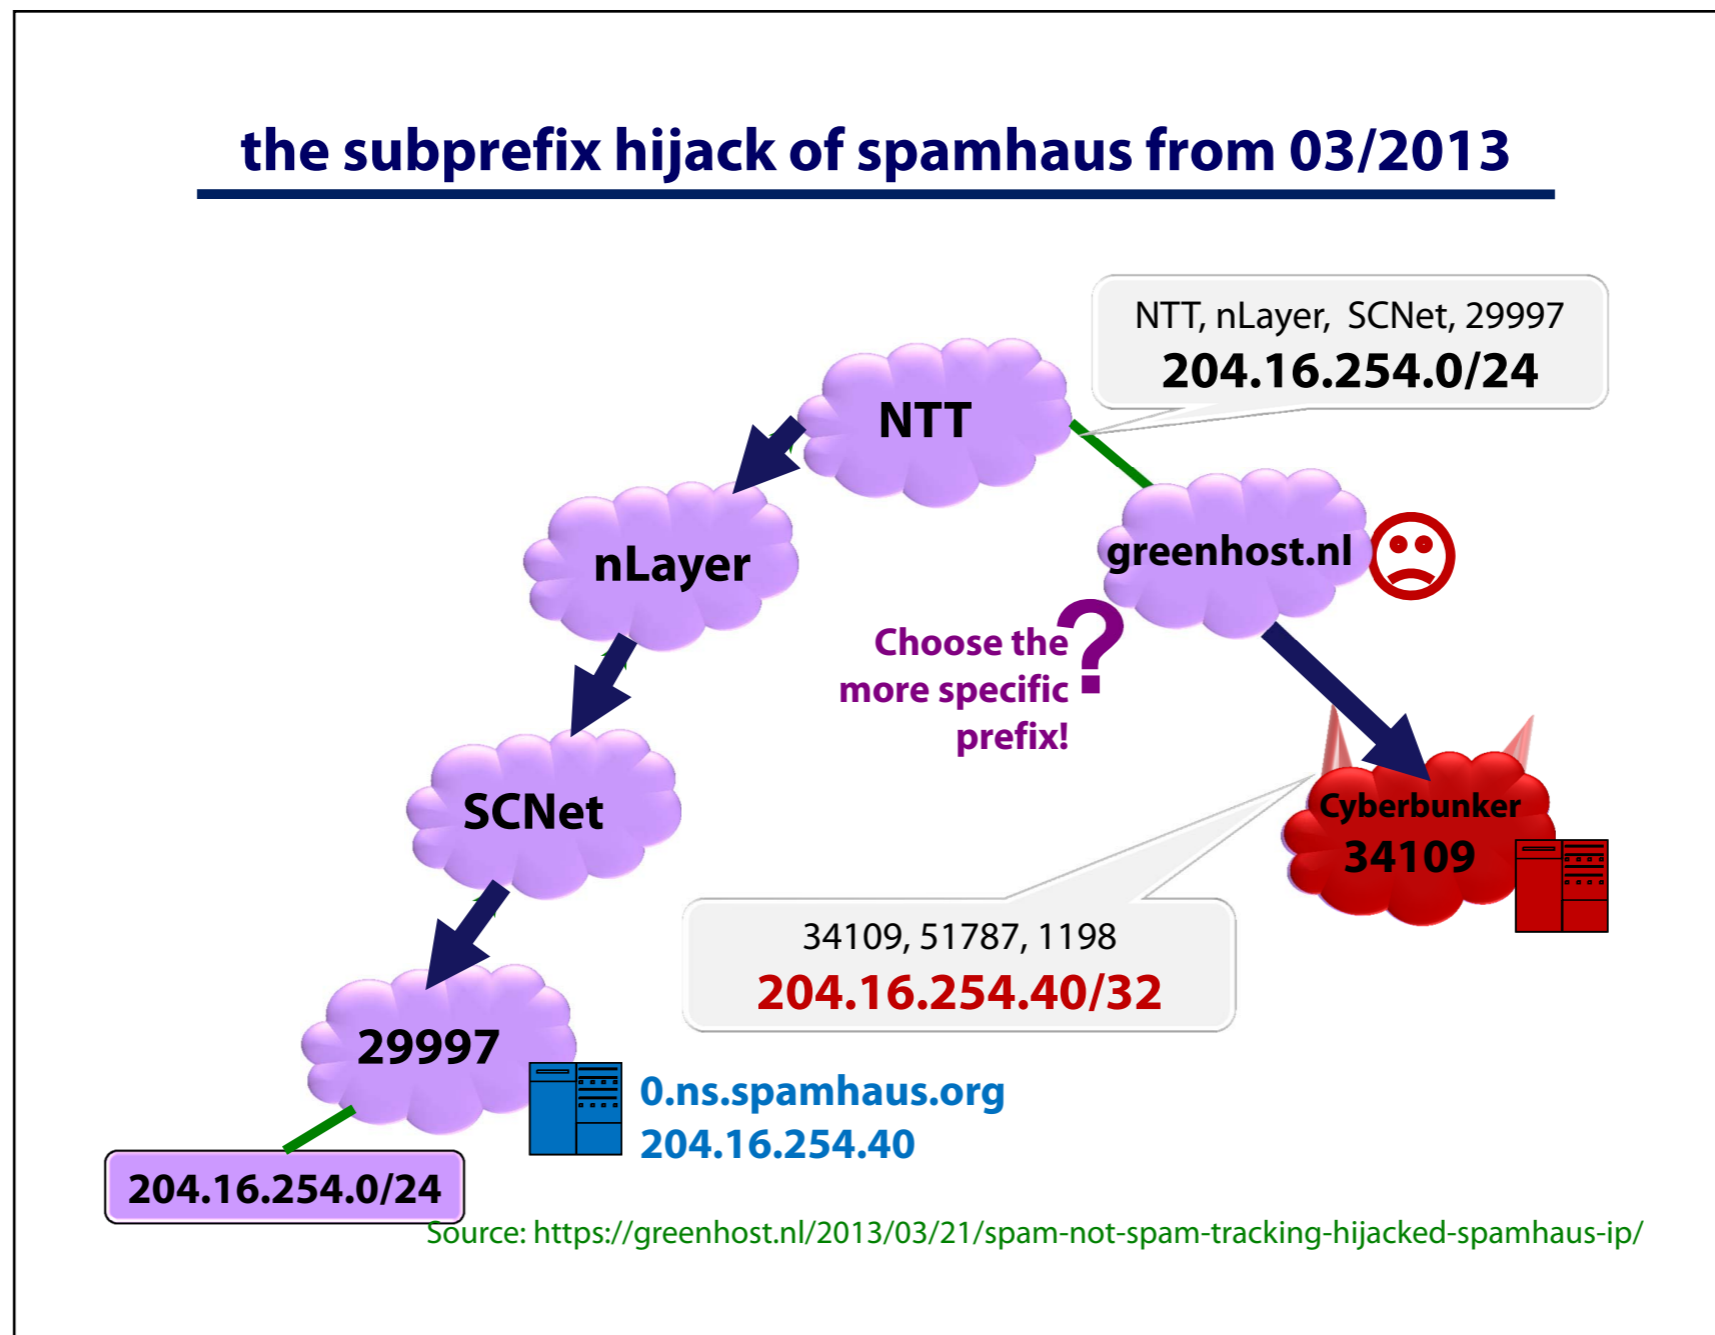 the subprefix hijack of spamhaus from 03/2013
NTT, nLayer, SCNet, 29997
204.16.254.0/24
NTT
nLayer
greenhost.nl
?
Choose the
more specific
prefix!
SCNet
Cyberbunker
34109
34109, 51787, 1198
204.16.254.40/32
29997
0.ns.spamhaus.org
204.16.254.40
204.16.254.0/24
Source: https://greenhost.nl/2013/03/21/spam-not-spam-tracking-hijacked-spamhaus-ip/